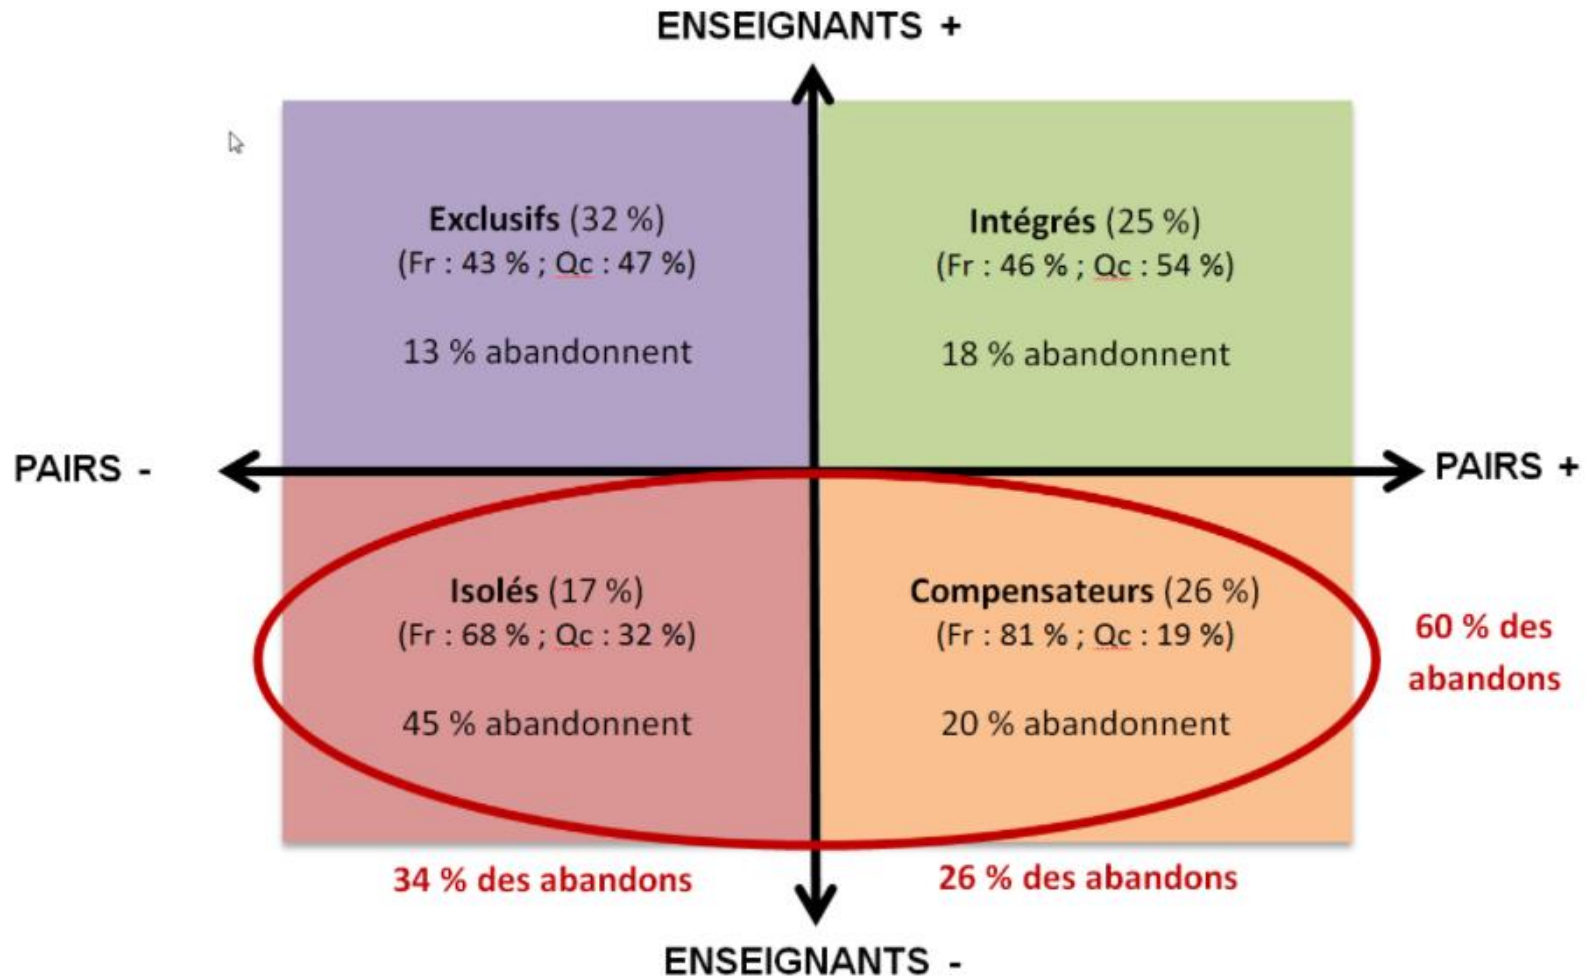 ENSEIGNANTS +
Exclusifs (32 %)
(Fr : 43 % ; Qc : 47 %)
13 % abandonnent
Intégrés (25 %)
(Fr : 46 % ; Qc : 54 %)
18 % abandonnent
PAIRS -
PAIRS +
Isolés (17 %)
(Fr : 68 % ; Qc : 32 %)
45 % abandonnent
Compensateurs (26 %)
(Fr : 81 % ; Qc : 19 %)
20 % abandonnent
60 % des
abandons
34 % des abandons
26 % des abandons
ENSEIGNANTS -